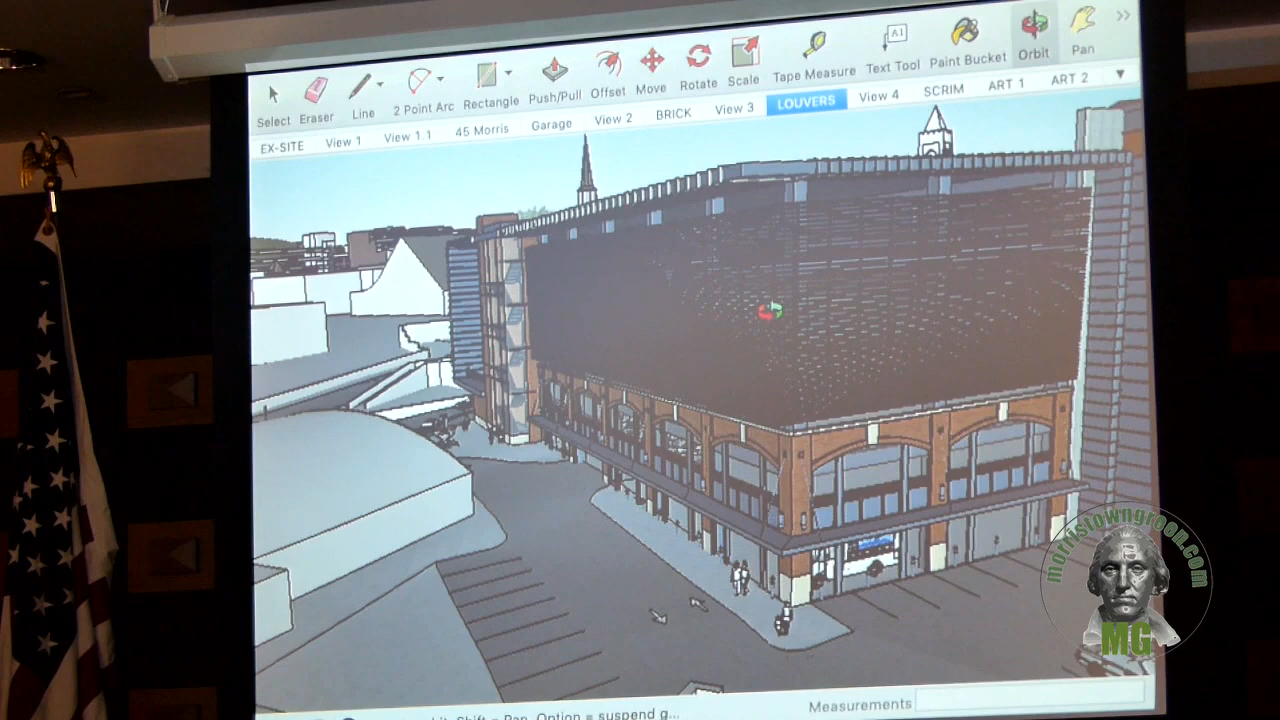 Select Eraser Line 2 Point Arc Rectangle Push/Pull Offset Move Rotate Scale Tape Measure Text Tool Paint Bucket Orbit Pan
A1
EX-SITE View 1 View 1.1 45 Morris Garage View 2 BRICK View 3 LOUVERS View 4 SCRIM ART 1 ART 2
morristowngreen.com
MG
Shift = Pan, Option = suspend g...
Measurements